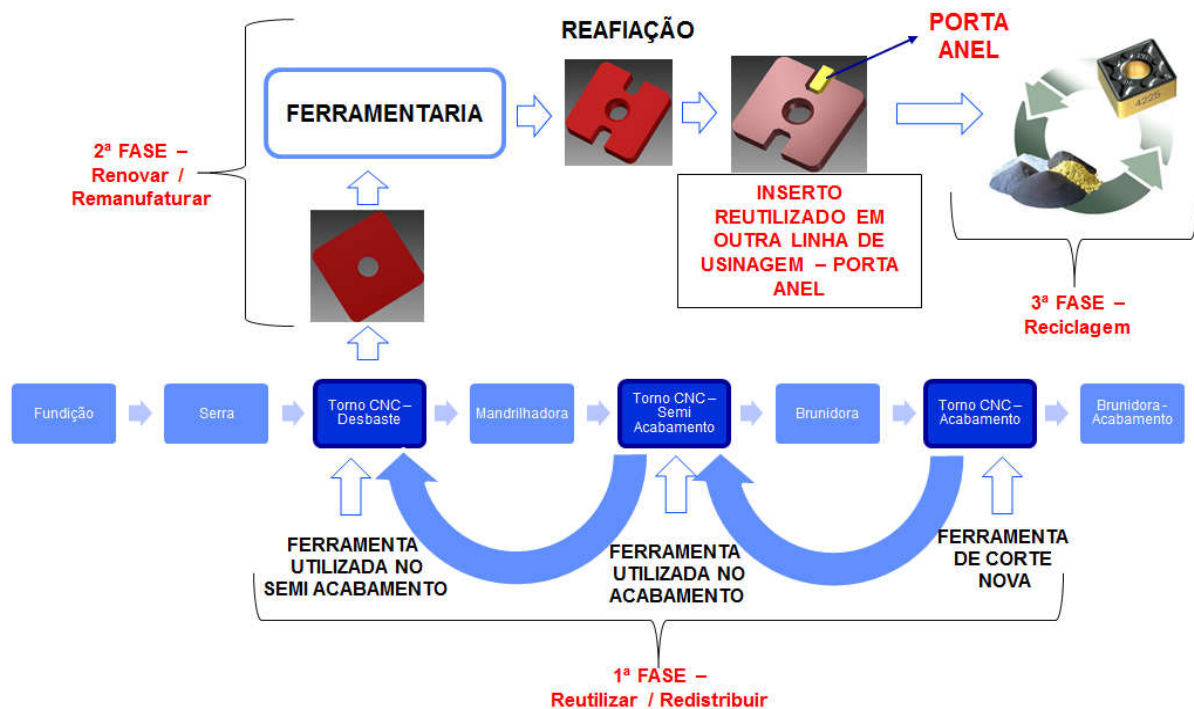 REAFIAÇÃO
PORTA
ANEL
FERRAMENTARIA
4225
2ª FASE –
Renovar /
Remanufaturar
INSERTO
REUTILIZADO EM
OUTRA LINHA DE
USINAGEM – PORTA
ANEL
3ª FASE –
Reciclagem
Fundição
Serra
Torno CNC–
Desbaste
Mandrilhadora
Torno CNC–
Semi
Acabamento
Brunidora
Torno CNC–
Acabamento
Brunidora-
Acabamento
FERRAMENTA
UTILIZADA NO
SEMI ACABAMENTO
FERRAMENTA
UTILIZADA NO
ACABAMENTO
FERRAMENTA
DE CORTE
NOVA
1ª FASE –
Reutilizar / Redistribuir